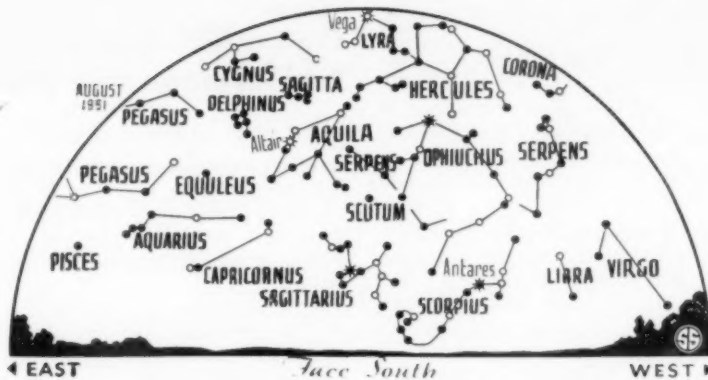 Vega
LYRA
CYGNUS
CORONA
AUGUST
1951
SAGITTA
HERCULES
PEGASUS
DELPHINUS
Altair
AQUILA
SERPENS
OPHIUCHUS
SERPENS
PEGASUS
EQUULEUS
SCUTUM
AQUARIUS
PISCES
CAPRICORNUS
Antares
LIBRA
VIRGO
SAGITTARIUS
SCORPIUS
SS
EAST
Face South
WEST